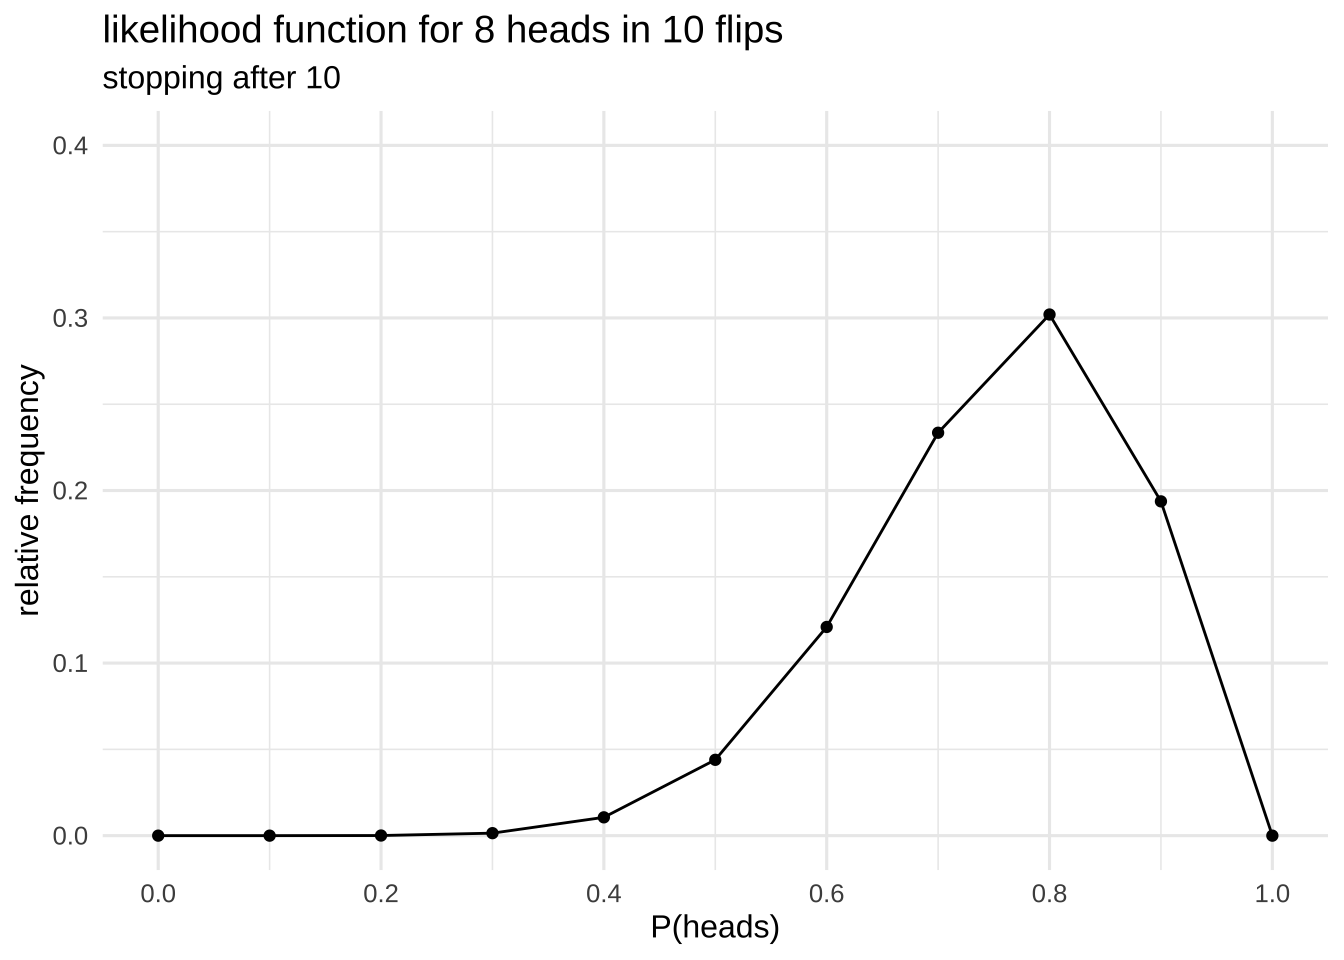 likelihood function for 8 heads in 10 flips
stopping after 10
relative frequency
0.4
0.3
0.2
0.1
0.0
0.0 0.2 0.4 0.6 0.8 1.0
P(heads)